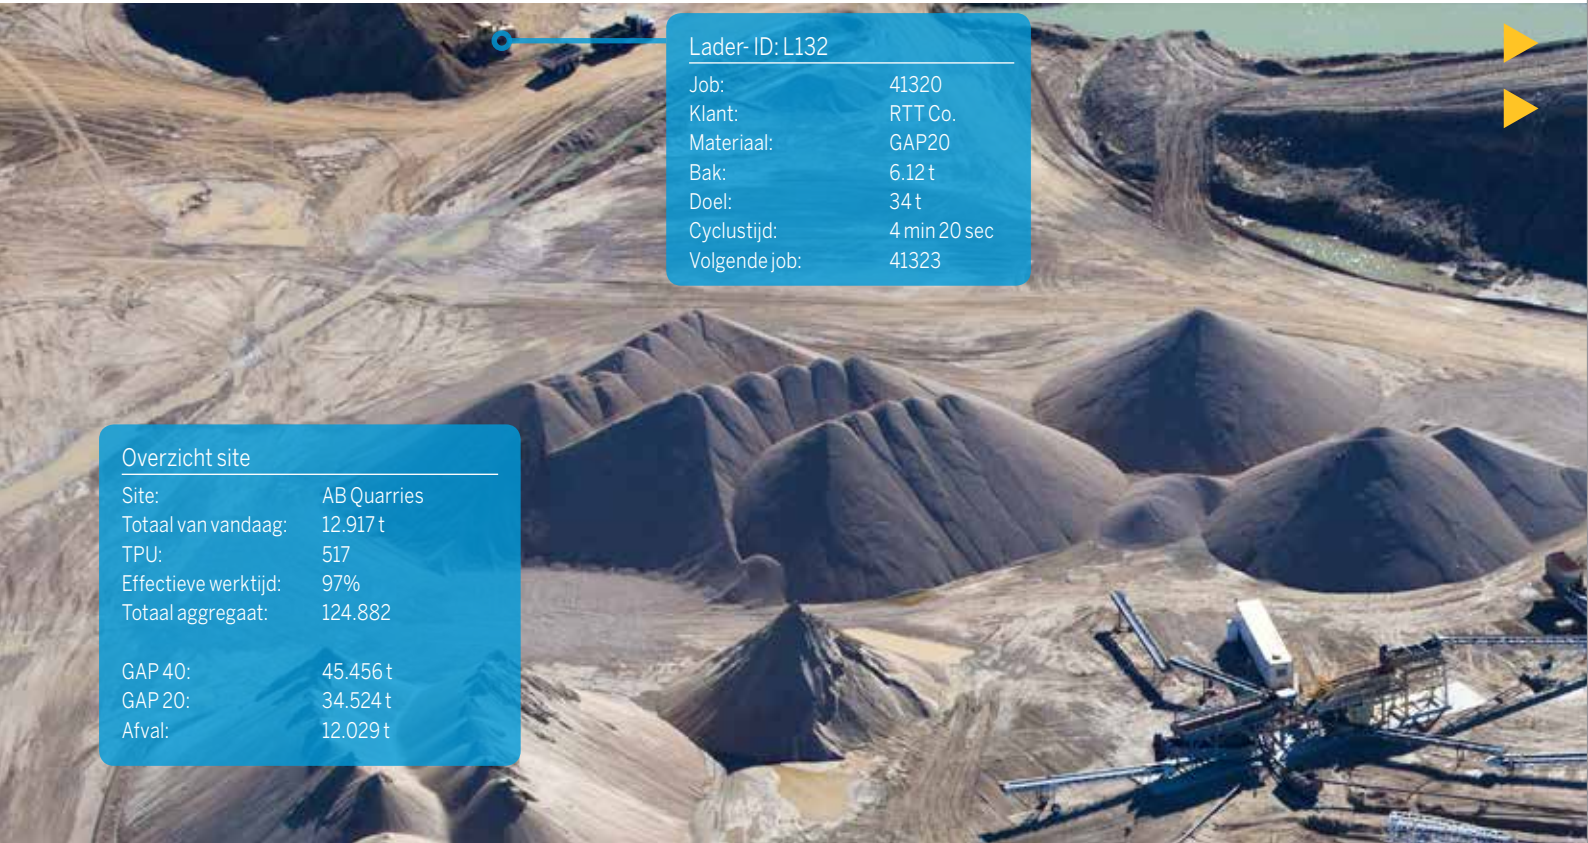 Lader- ID: L132
Job: 41320
Klant: RTT Co.
Materiaal: GAP20
Bak: 6.12 t
Doel: 34 t
Cyclustijd: 4 min 20 sec
Volgende job: 41323
Overzicht site
Site: AB Quarries
Totaal van vandaag: 12.917 t
TPU: 517
Effectieve werktijd: 97%
Totaal aggregaat: 124.882
GAP 40: 45.456 t
GAP 20: 34.524 t
Afval: 12.029 t